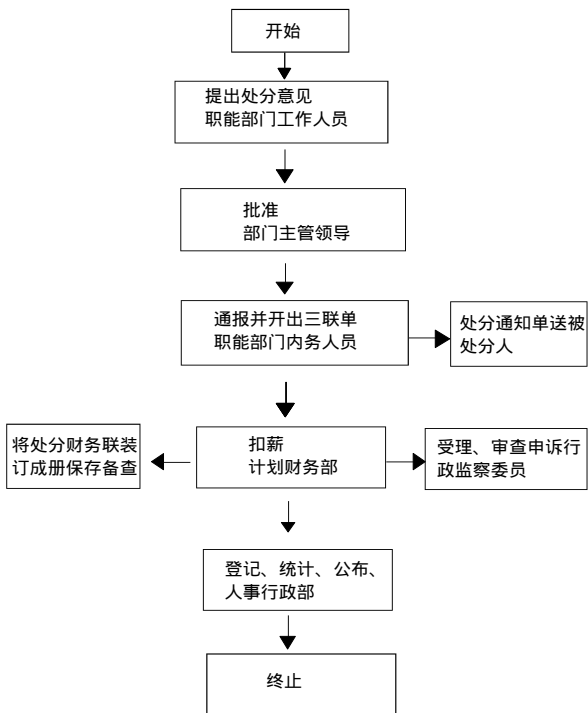 开始
提出处分意见
职能部门工作人员
批准
部门主管领导
通报并开出三联单
职能部门内务人员
处分通知单送被
处分人
将处分财务联装
订成册保存备查
扣薪
计划财务部
受理、审查申诉行
政监察委员
登记、统计、公布、
人事行政部
终止